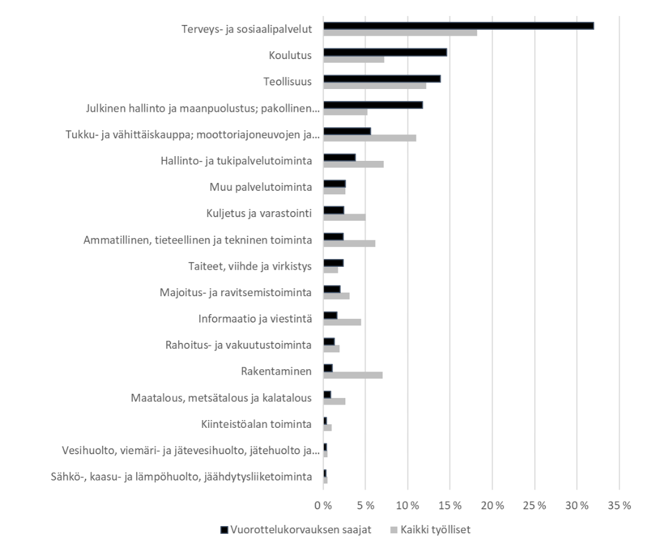 Terveys- ja sosiaalipalvelut
Koulutus
Teollisuus
Julkinen hallinto ja maanpuolustus; pakollinen...
Tukku- ja vähittäiskauppa; moottoriajoneuvojen ja...
Hallinto- ja tukipalvelutoiminta
Muu palvelutoiminta
Kuljetus ja varastointi
Ammatillinen, tieteellinen ja tekninen toiminta
Taiteet, viihde ja virkistys
Majoitus- ja ravitsemistoiminta
Informaatio ja viestintä
Rahoitus- ja vakuutustoiminta
Rakentaminen
Maatalous, metsätalous ja kalatalous
Kiinteistöalan toiminta
Vesihuolto, viemäri- ja jätevesihuolto, jätehuolto ja...
Sähkö-, kaasu- ja lämpöhuolto, jäähdytysliiketoiminta
0 % 5 % 10 % 15 % 20 % 25 % 30 % 35 %
Vuorottelukorvauksen saajat Kaikki työlliset